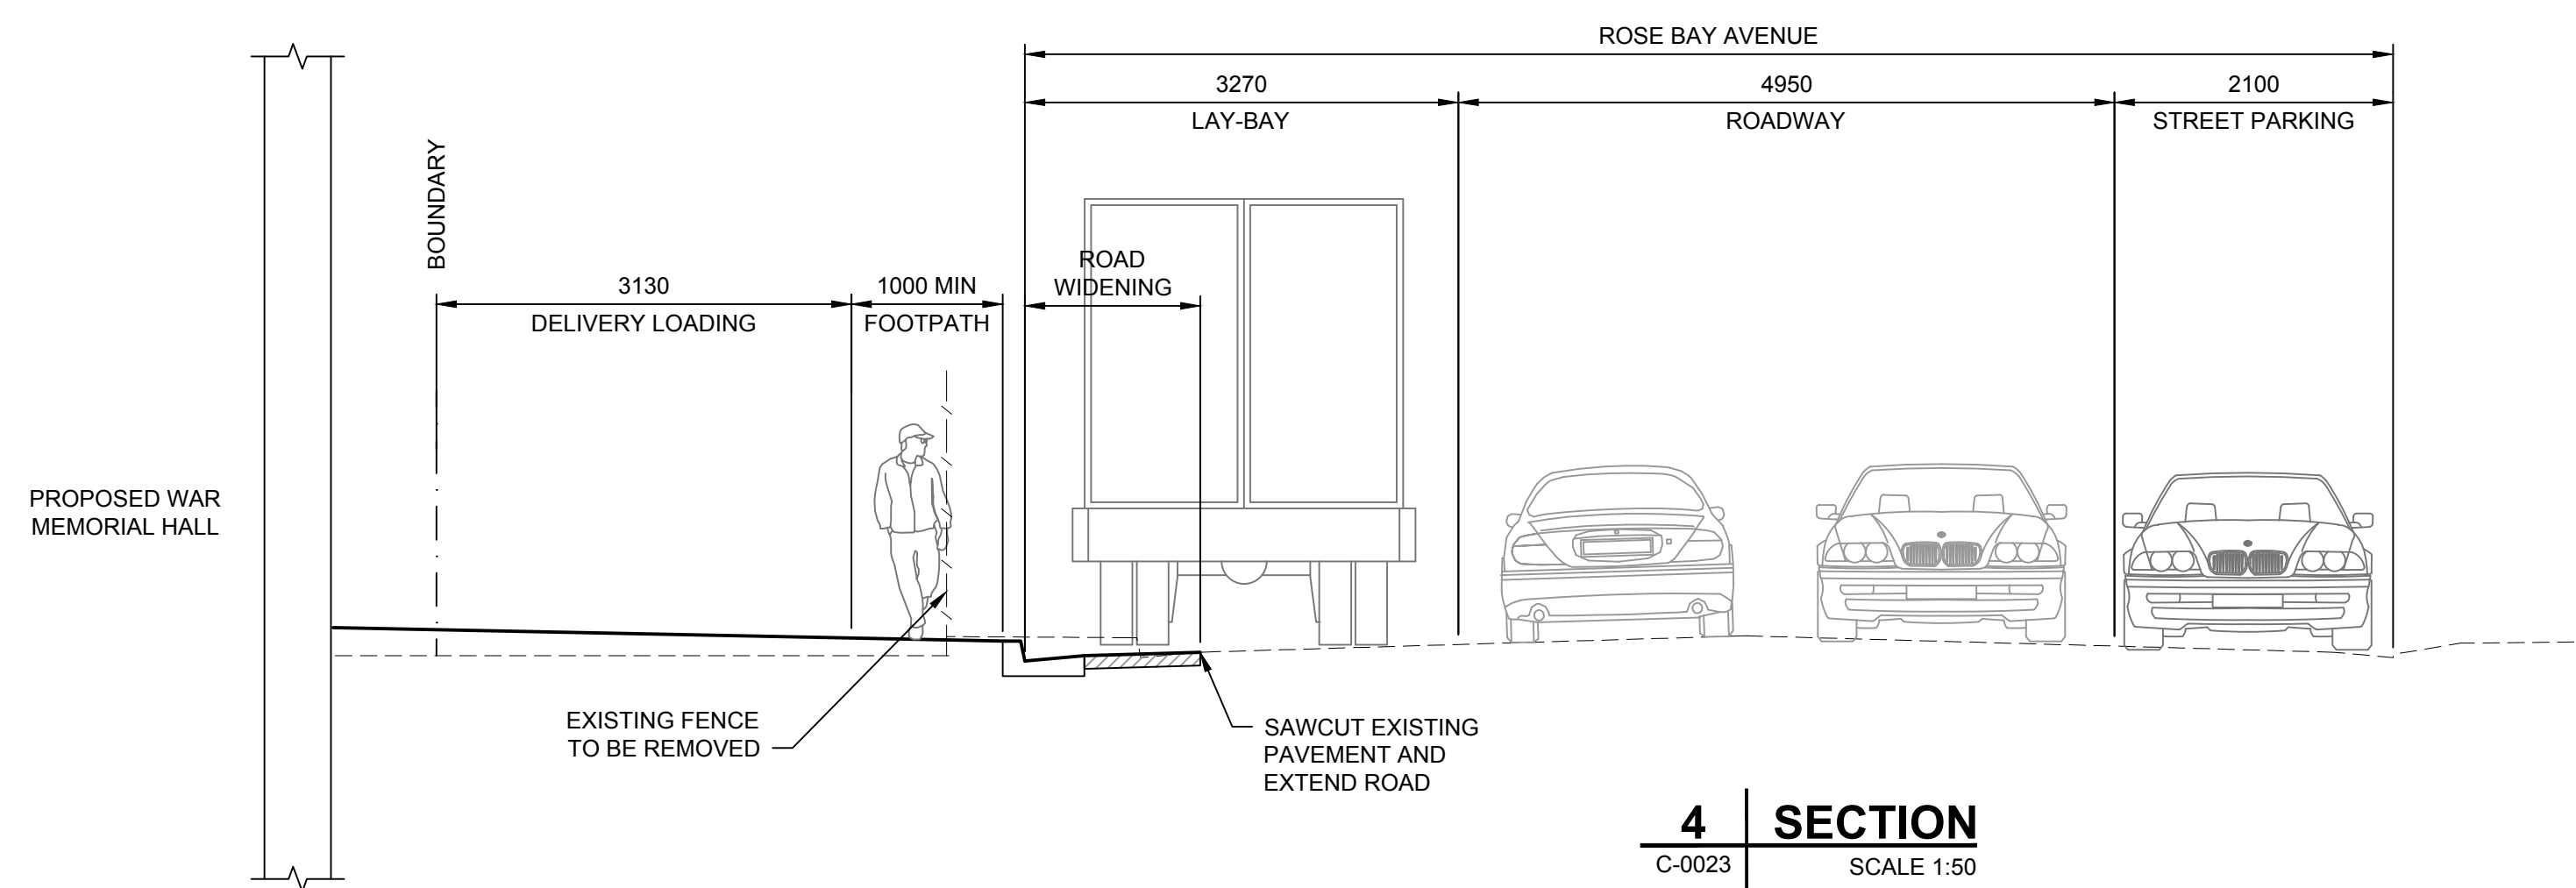 ROSE BAY AVENUE
3270
LAY-BAY
4950
ROADWAY
2100
STREET PARKING
BOUNDARY
3130
DELIVERY LOADING
1000 MIN
FOOTPATH
ROAD
WIDENING
PROPOSED WAR
MEMORIAL HALL
EXISTING FENCE
TO BE REMOVED
SAWCUT EXISTING
PAVEMENT AND
EXTEND ROAD
4
SECTION
C-0023
SCALE 1:50